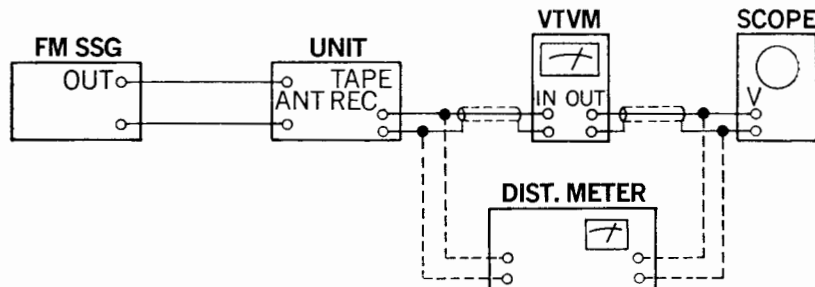 FM SSG
OUT
UNIT
TAPE
ANT REC
VTVM
IN OUT
SCOPE
V
DIST. METER